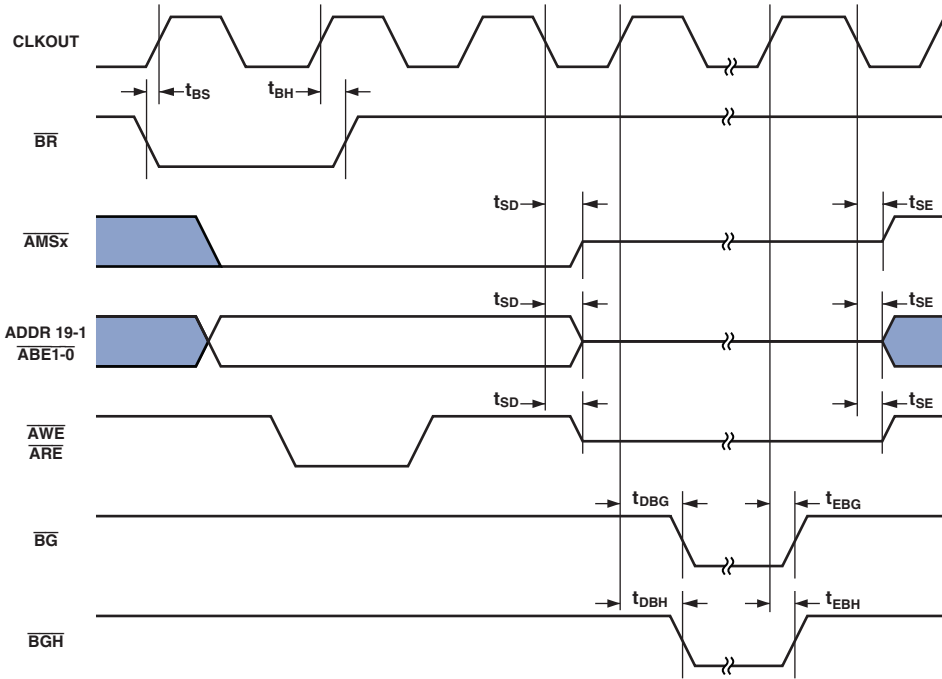 CLKOUT
tBS
tBH
BR
tSD
tSE
AMSx
tSD
tSE
ADDR 19-1
ABE1-0
tSD
tSE
AWE
ARE
tDBG
tEBG
BG
tDBH
tEBH
BGH